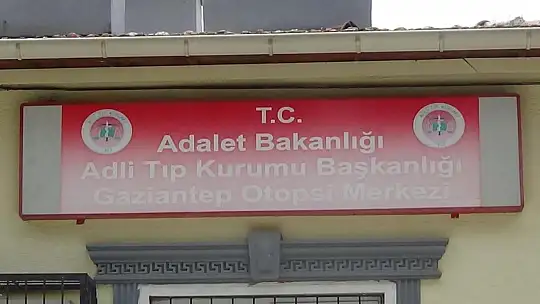 T.C.
Adalet Bakanlığı
Adli Tıp Kurumu Başkanlığı
Gaziantep Otopsi Merkezi